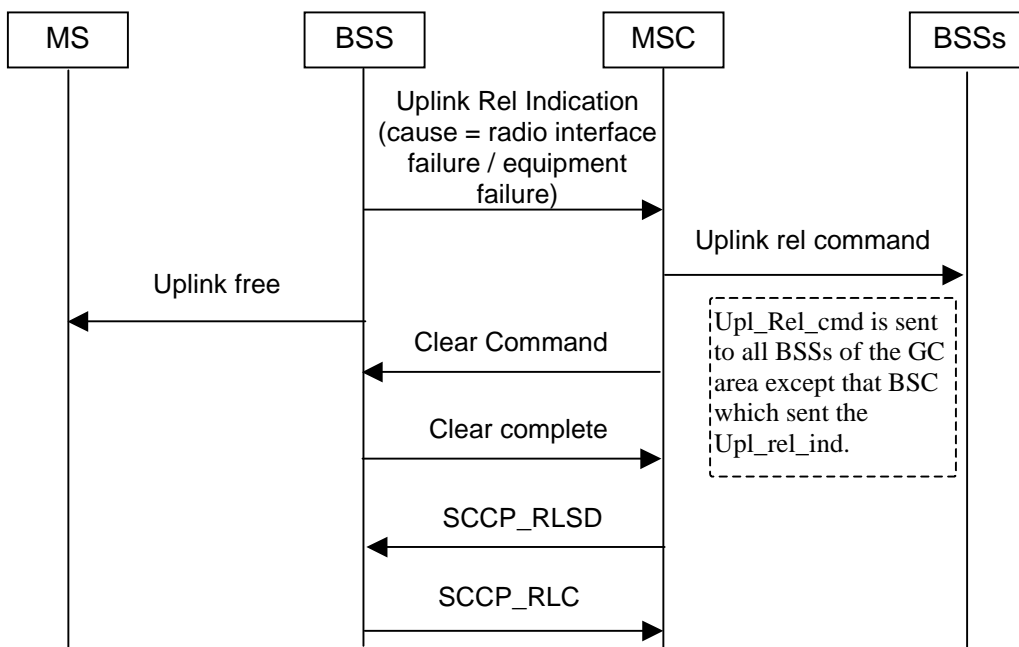 MS
BSS
MSC
BSSs
Uplink Rel Indication
(cause = radio interface
failure / equipment
failure)
Uplink rel command
Uplink free
Upl_Rel_cmd is sent
to all BSSs of the GC
area except that BSC
which sent the
Upl_rel_ind.
Clear Command
Clear complete
SCCP_RLSD
SCCP_RLC